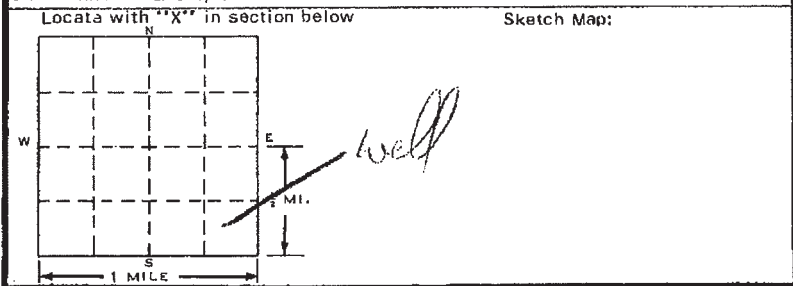 Locata with "X" in section below Sketch Map:
N
W E
well
½ MI.
S
1 MILE